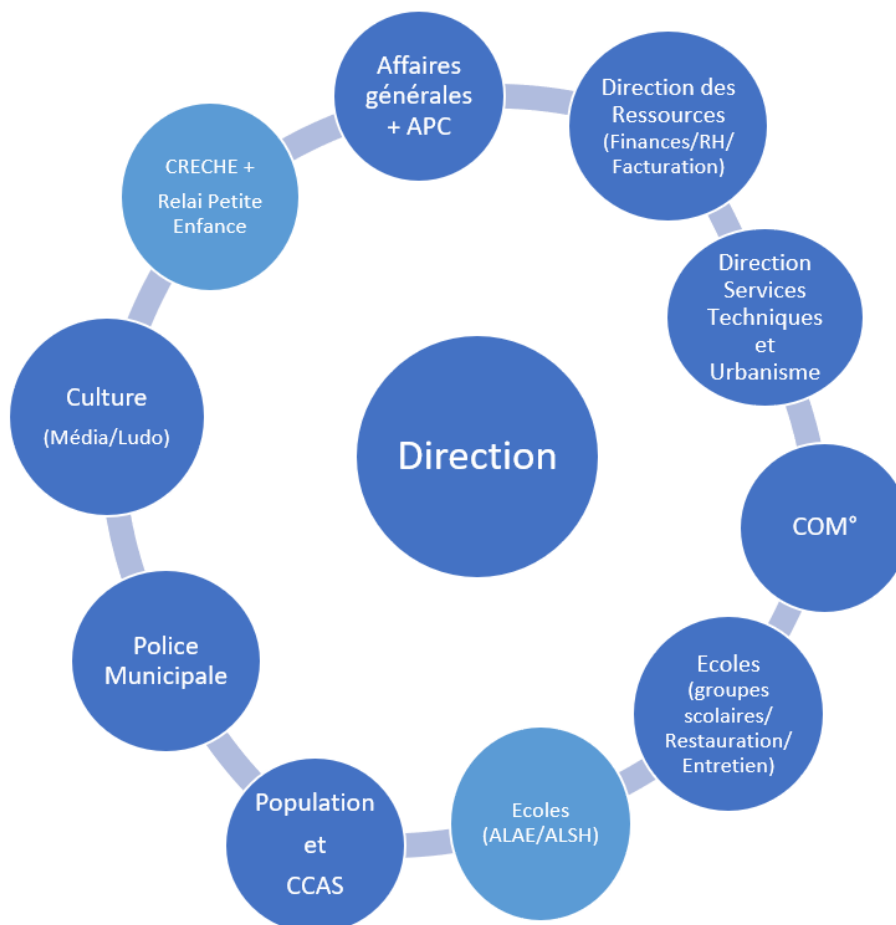 Affaires
générales
+ APC
Direction des
Ressources
(Finances/RH/
Facturation)
Direction
Services
Techniques
et
Urbanisme
COM°
Ecoles
(groupes
scolaires/
Restauration/
Entretien)
Ecoles
(ALAE/ALSH)
Population
et
CCAS
Police
Municipale
Culture
(Média/Ludo)
CRECHE +
Relai Petite
Enfance
Direction